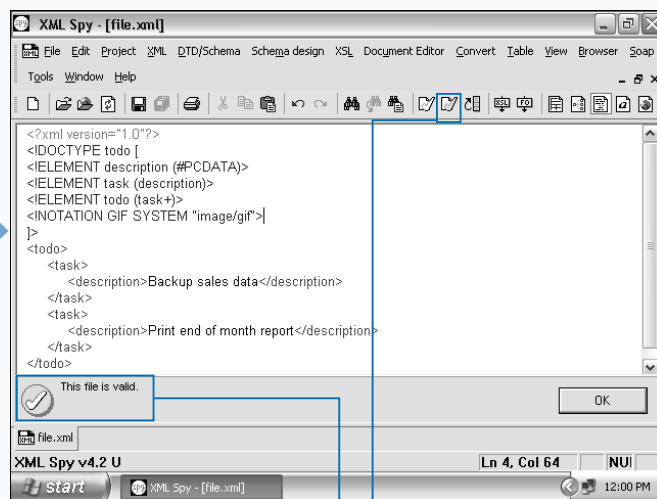 XML Spy - [file.xml]
File Edit Project XML DTD/Schema Schema design XSL Document Editor Convert Table View Browser Soap
Tools Window Help
<?xml version="1.0"?>
<!DOCTYPE todo [
<!ELEMENT description (#PCDATA)>
<!ELEMENT task (description)>
<!ELEMENT todo (task+)>
<!NOTATION GIF SYSTEM "image/gif">
]>
<todo>
<task>
<description>Backup sales data</description>
</task>
<task>
<description>Print end of month report</description>
</task>
</todo>
This file is valid.
OK
file.xml
XML Spy v4.2 U
Ln 4, Col 64
NU
start
XML Spy - [file.xml]
12:00 PM